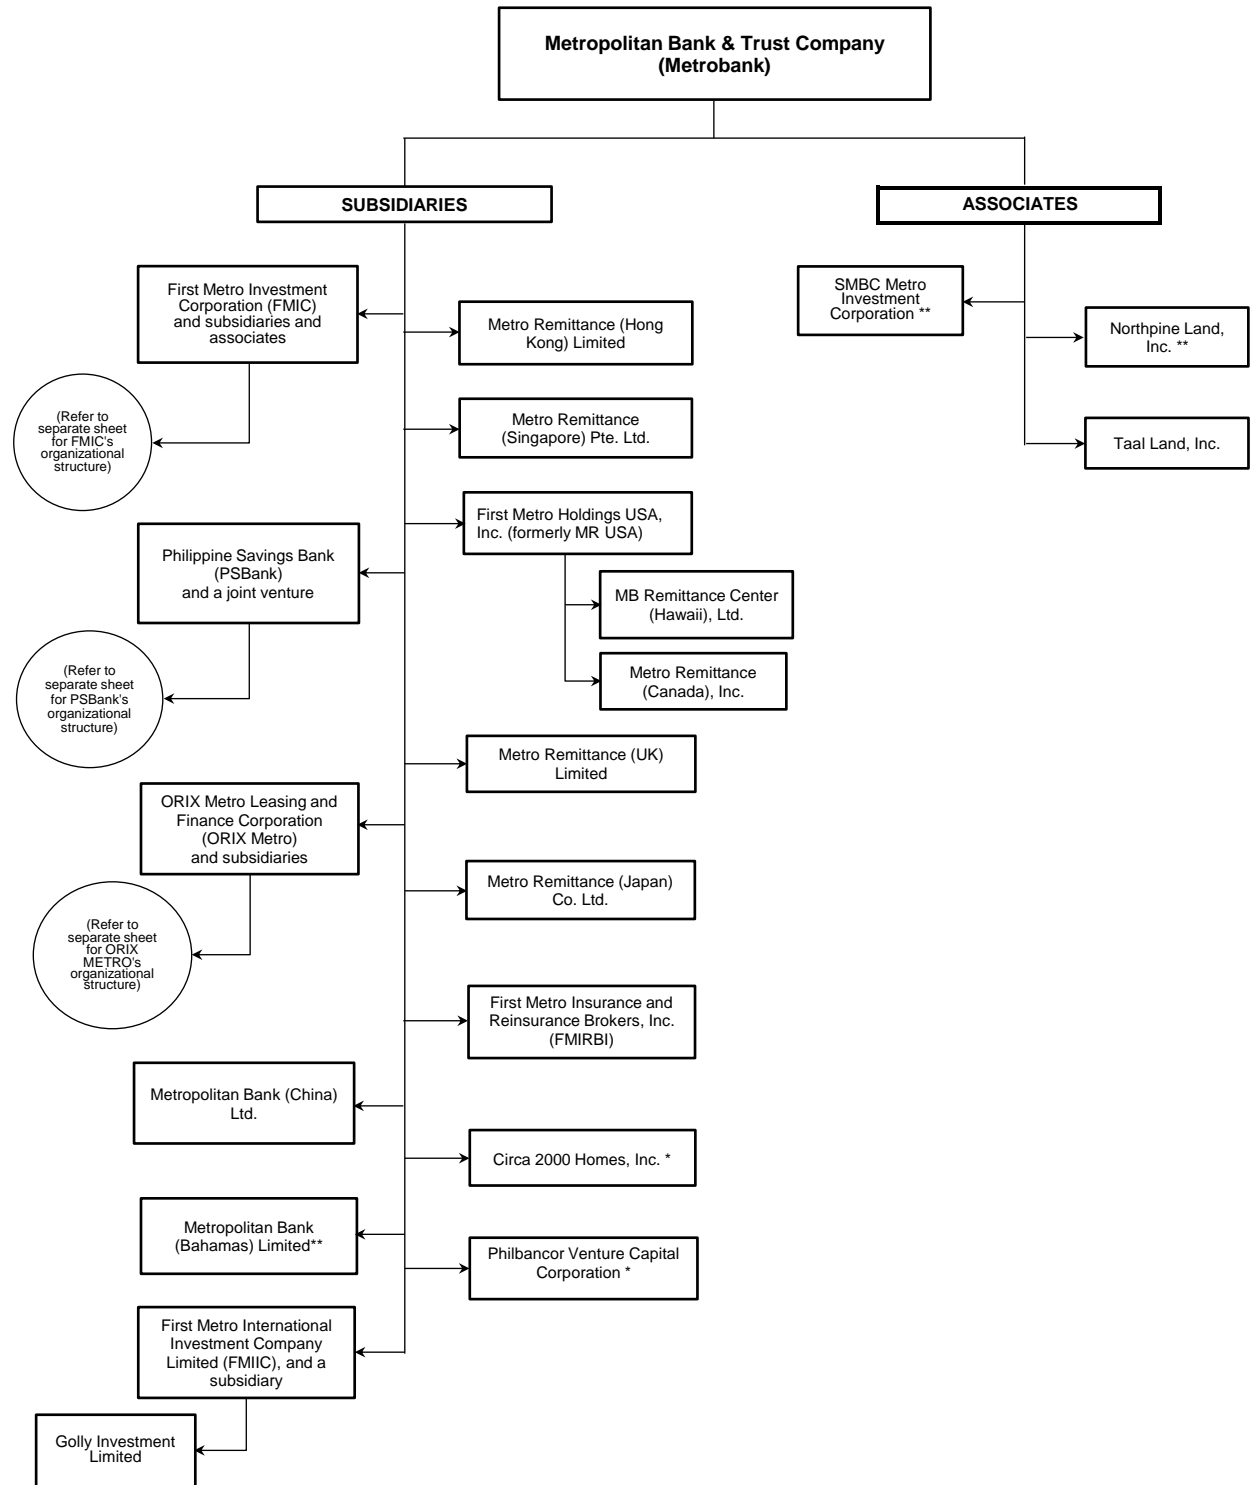 Metropolitan Bank & Trust Company
(Metrobank)
SUBSIDIARIES
ASSOCIATES
First Metro Investment
Corporation (FMIC)
and subsidiaries and
associates
SMBC Metro
Investment
Corporation **
Metro Remittance (Hong
Kong) Limited
Northpine Land,
Inc. **
(Refer to
separate sheet
for FMIC's
organizational
structure)
Metro Remittance
(Singapore) Pte. Ltd.
Taal Land, Inc.
First Metro Holdings USA,
Inc. (formerly MR USA)
Philippine Savings Bank
(PSBank)
and a joint venture
MB Remittance Center
(Hawaii), Ltd.
(Refer to
separate sheet
for PSBank's
organizational
structure)
Metro Remittance
(Canada), Inc.
Metro Remittance (UK)
Limited
ORIX Metro Leasing and
Finance Corporation
(ORIX Metro)
and subsidiaries
Metro Remittance (Japan)
Co. Ltd.
(Refer to
separate sheet
for ORIX
METRO's
organizational
structure)
First Metro Insurance and
Reinsurance Brokers, Inc.
(FMIRBI)
Metropolitan Bank (China)
Ltd.
Circa 2000 Homes, Inc. *
Metropolitan Bank
(Bahamas) Limited**
Philbancor Venture Capital
Corporation *
First Metro International
Investment Company
Limited (FMIIC), and a
subsidiary
Golly Investment
Limited